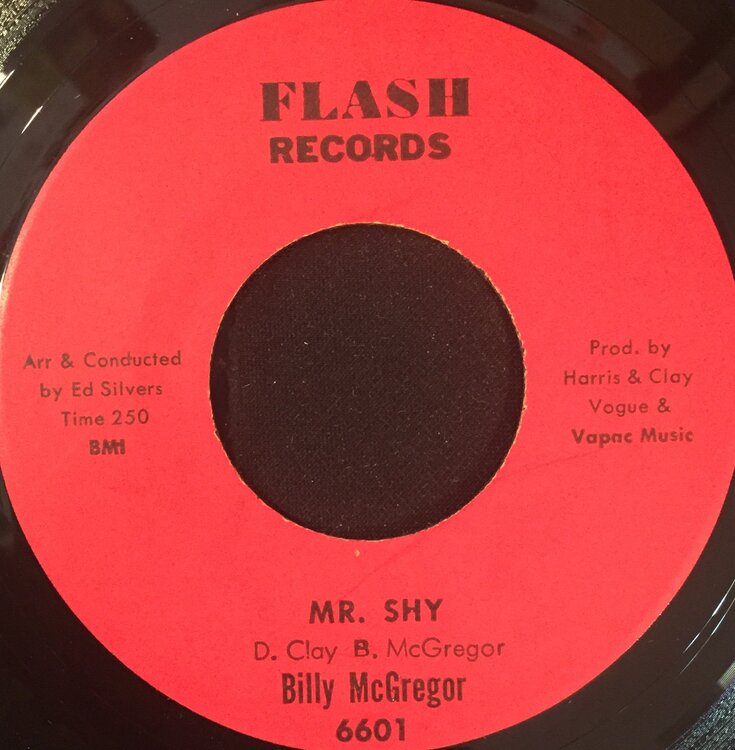 FLASH
RECORDS
Arr & Conducted
by Ed Silvers
Time 250
BMI
Prod. by
Harris & Clay
Vogue &
Vapac Music
MR. SHY
D. Clay B. McGregor
Billy McGregor
6601